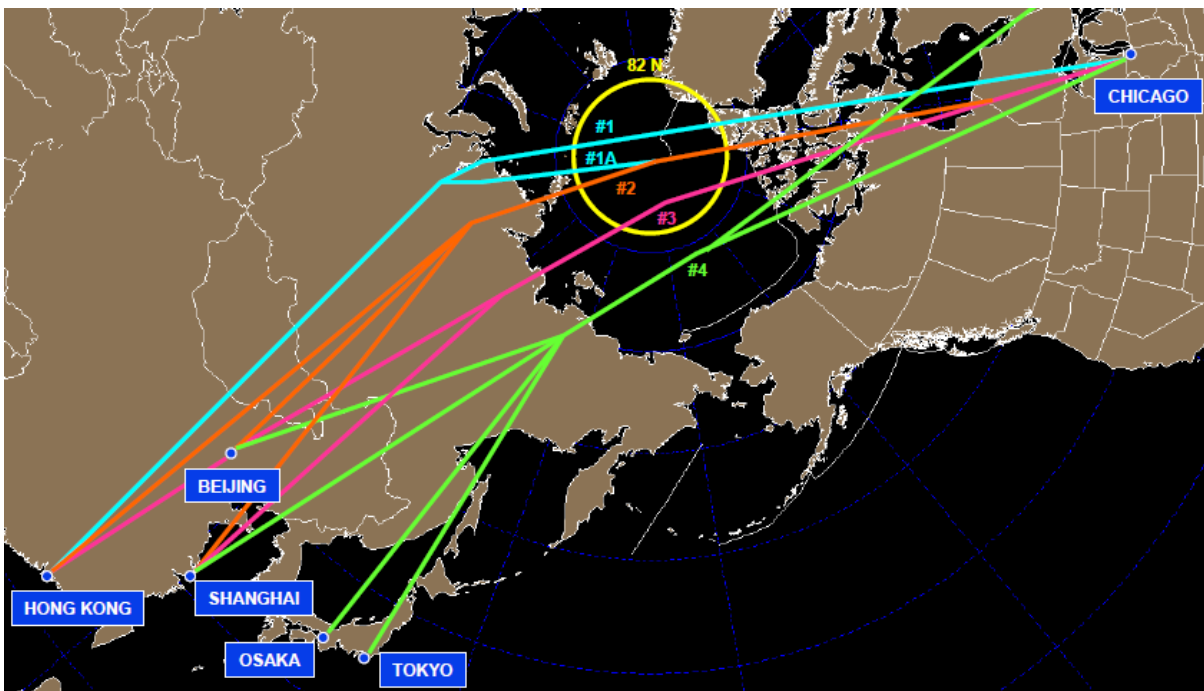 82 N
CHICAGO
#1
#1A
#2
#3
#4
BEIJING
HONG KONG
SHANGHAI
OSAKA
TOKYO